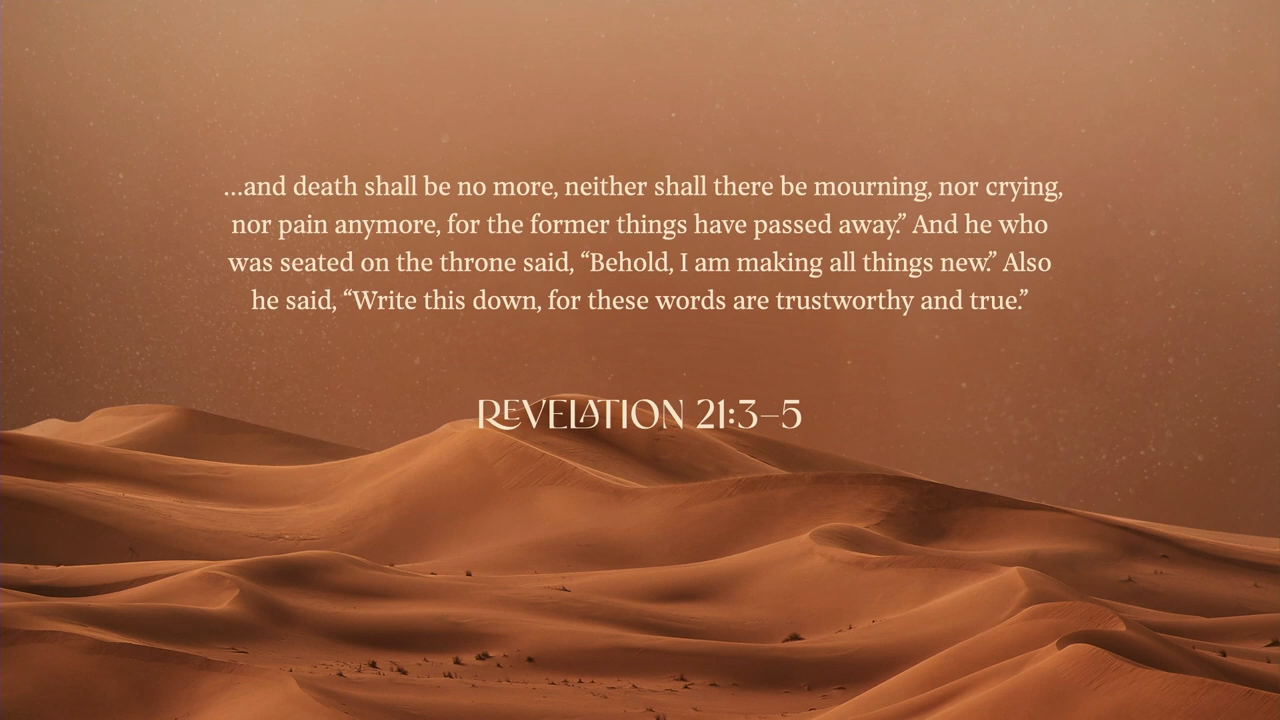 …and death shall be no more, neither shall there be mourning, nor crying,
nor pain anymore, for the former things have passed away.” And he who
was seated on the throne said, “Behold, I am making all things new.” Also
he said, “Write this down, for these words are trustworthy and true.”
REVELATION 21:3–5